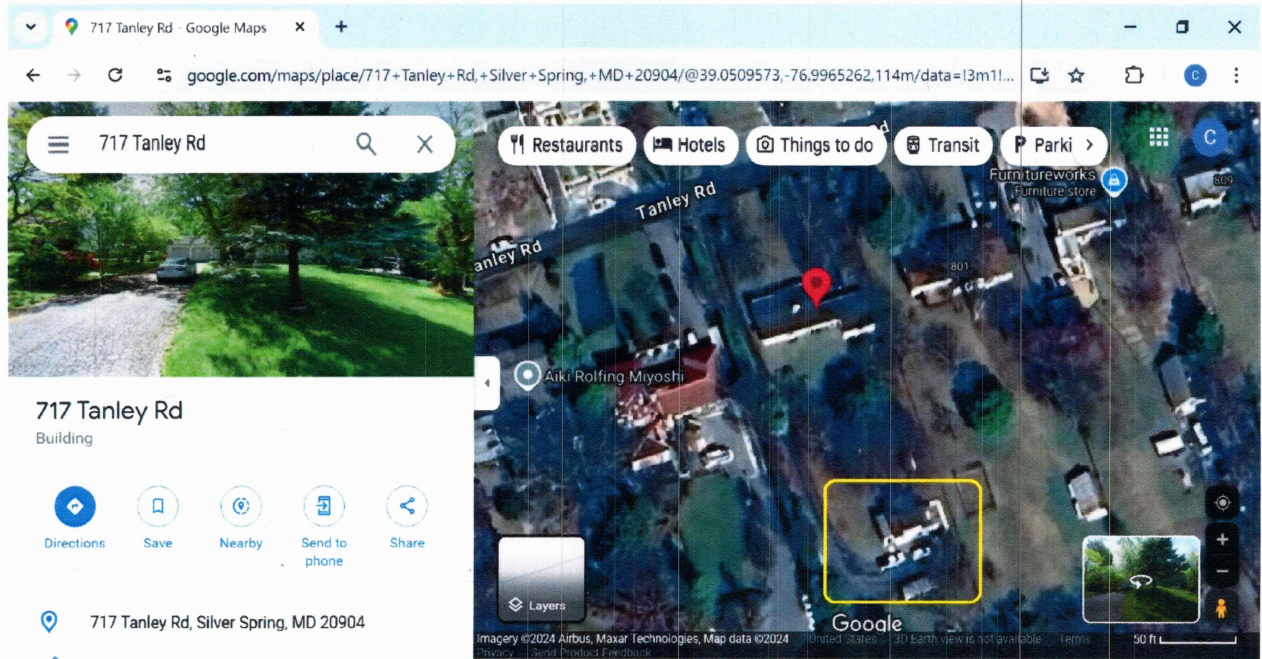 717 Tanley Rd - Google Maps
google.com/maps/place/717+Tanley+Rd,+Silver+Spring,+MD+20904/@39.0509573,-76.9965262,114m/data=!3m1!...
C
717 Tanley Rd
Restaurants
Hotels
Things to do
Transit
P Parki
C
Tanley Rd
anley Rd
Furnitureworks
Furniture store
809
801
Aiki Rolfing Miyoshi
717 Tanley Rd
Building
Directions
Save
Nearby
Send to
phone
Share
717 Tanley Rd, Silver Spring, MD 20904
Layers
Google
Imagery ©2024 Airbus, Maxar Technologies, Map data ©2024
United States
3D Earth view is not available
Terms
50 ft
Privacy
Send Product Feedback